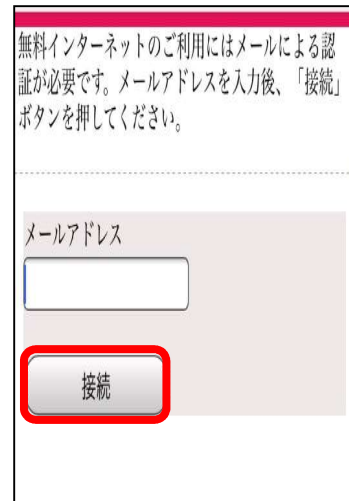 無料インターネットのご利用にはメールによる認
証が必要です。メールアドレスを入力後、「接続」
ボタンを押してください。
メールアドレス
接続